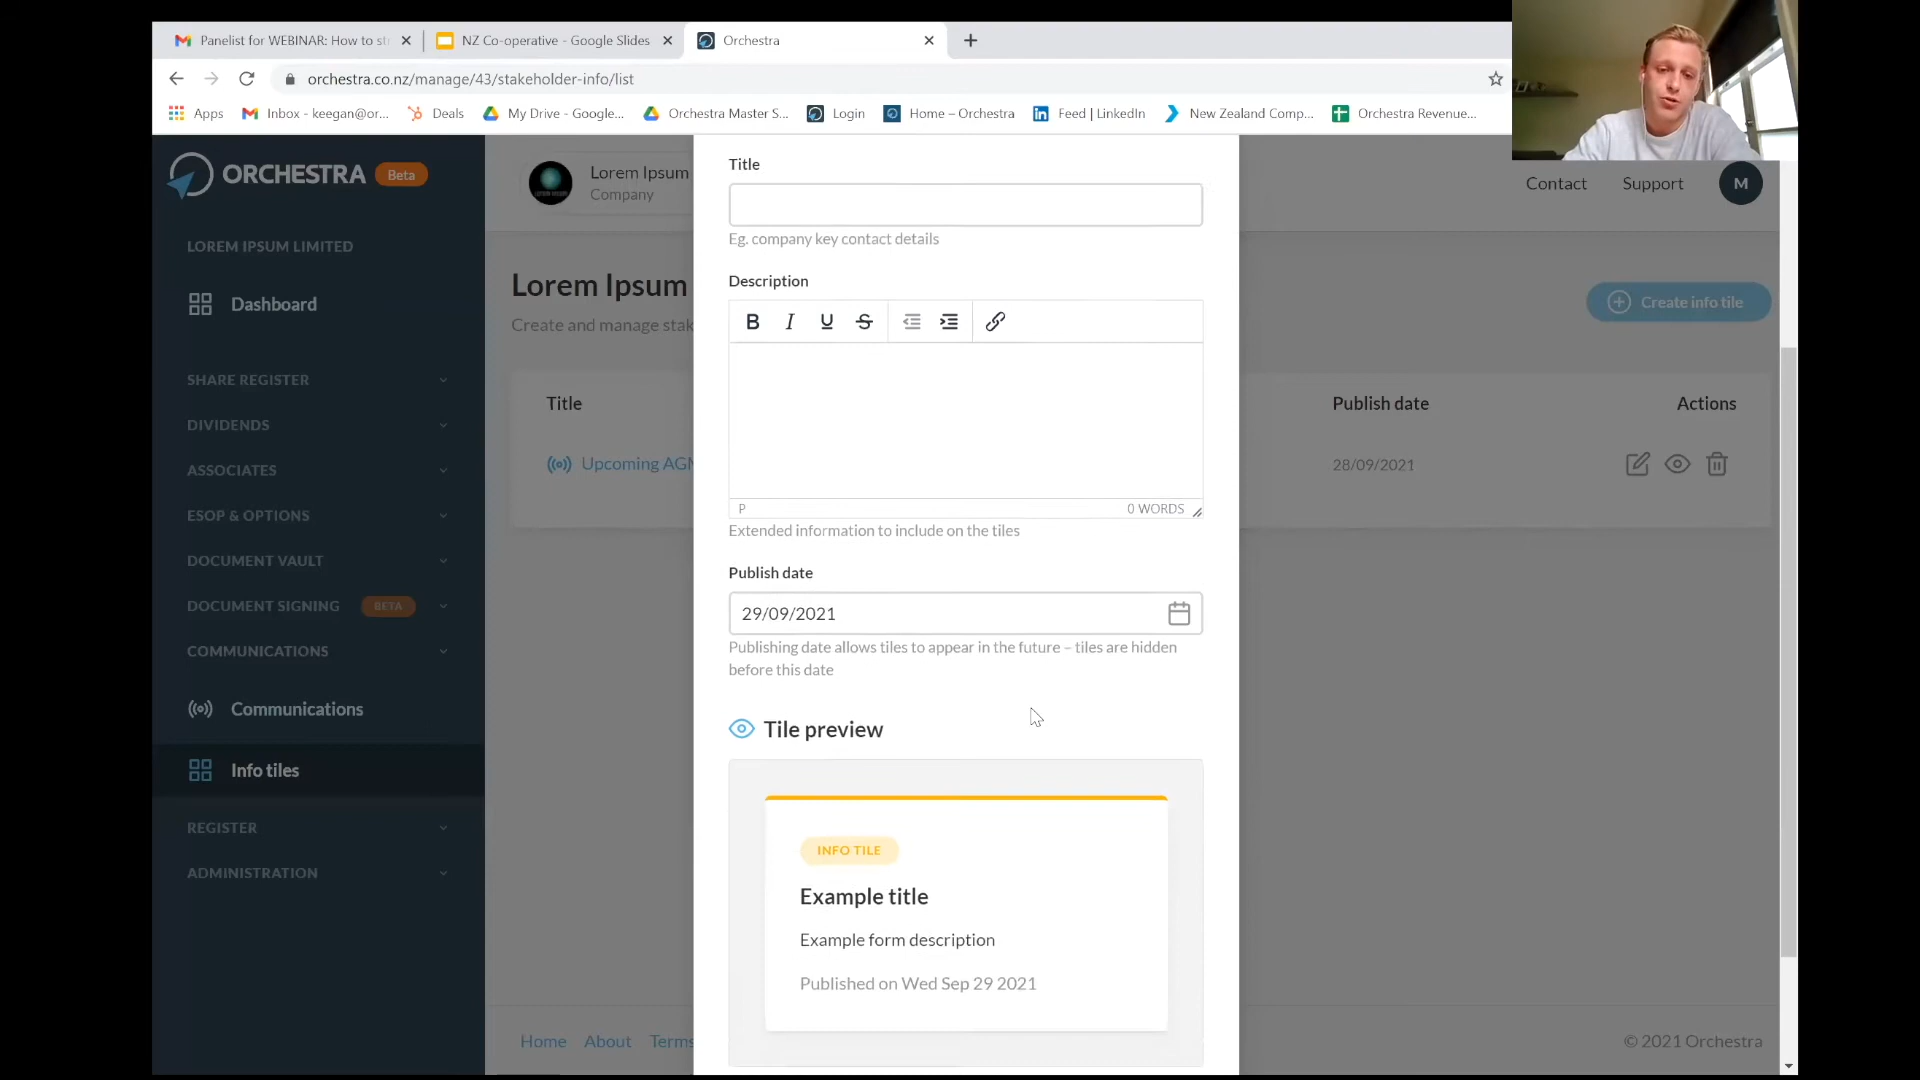 Panelist for WEBINAR: How to st
NZ Co-operative - Google Slides
Orchestra
orchestra.co.nz/manage/43/stakeholder-info/list
Apps
Inbox - keegan@or...
Deals
My Drive - Google...
Orchestra Master S...
Login
Home – Orchestra
Feed | LinkedIn
New Zealand Comp...
Orchestra Revenue...
ORCHESTRA Beta
LOREM IPSUM LIMITED
Dashboard
SHARE REGISTER
DIVIDENDS
ASSOCIATES
ESOP & OPTIONS
DOCUMENT VAULT
DOCUMENT SIGNING BETA
COMMUNICATIONS
Communications
Info tiles
REGISTER
ADMINISTRATION
Lorem Ipsum
Company
Contact
Support
M
Lorem Ipsum
Create and manage stak
Create info tile
Title
Publish date
Actions
Upcoming AGM
28/09/2021
Title
Eg. company key contact details
Description
B I U S
P
0 WORDS
Extended information to include on the tiles
Publish date
29/09/2021
Publishing date allows tiles to appear in the future – tiles are hidden
before this date
Tile preview
INFO TILE
Example title
Example form description
Published on Wed Sep 29 2021
Home
About
Terms
© 2021 Orchestra